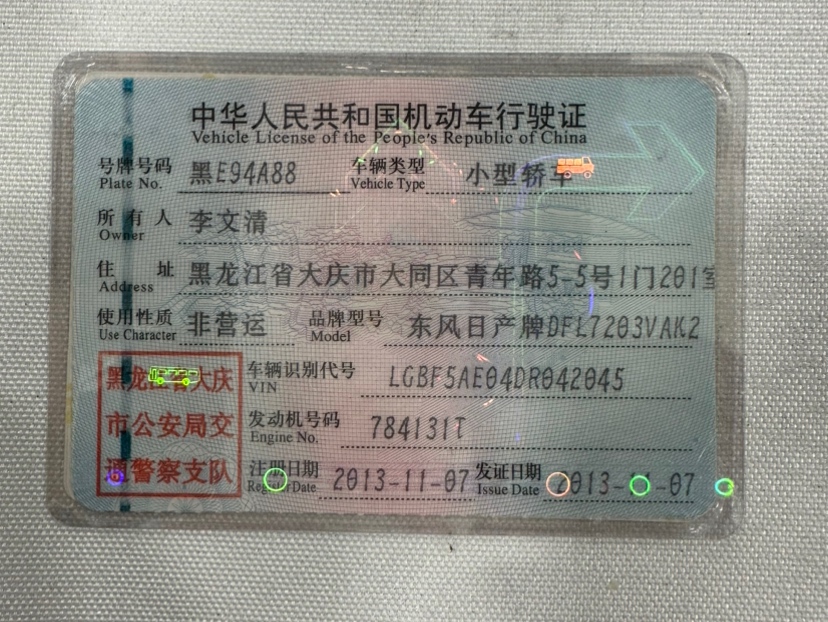 中华人民共和国机动车行驶证
Vehicle License of the People's Republic of China
号牌号码 黑E94A88 车辆类型 小型轿车
Plate No. Vehicle Type
所有人 李文清
Owner
住址 黑龙江省大庆市大同区青年路5-5号1门201室
Address
使用性质 非营运 品牌型号 东风日产牌DFL7203VAK2
Use Character Model
黑龙江省大庆
市公安局交
通警察支队
车辆识别代号 LGBF5AE04DR042045
VIN
发动机号码 784131T
Engine No.
注册日期 2013-11-07 发证日期 2013-11-07
Register Date Issue Date